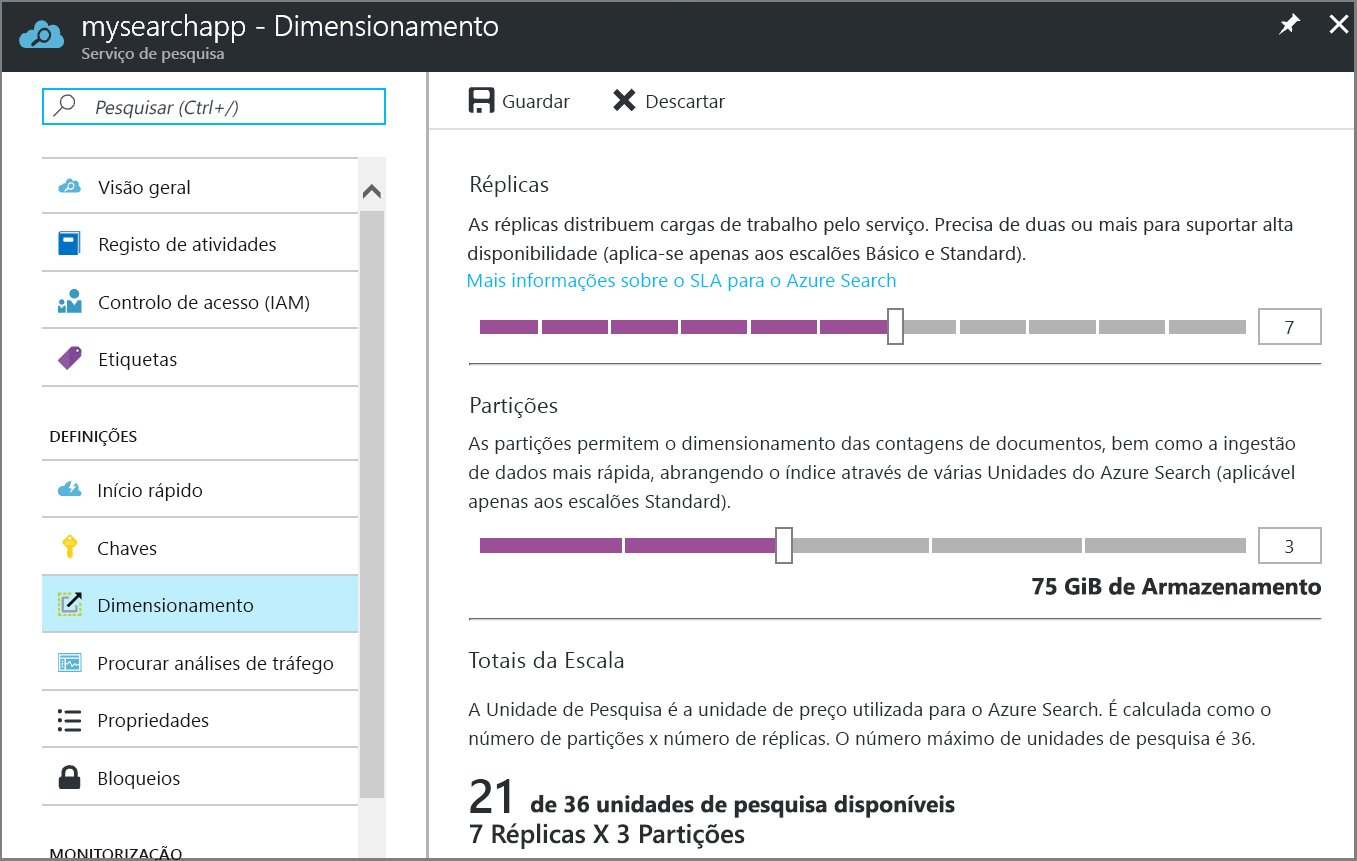 mysearchapp - Dimensionamento
Serviço de pesquisa
Pesquisar (Ctrl+/)
Visão geral
Registo de atividades
Controlo de acesso (IAM)
Etiquetas
DEFINIÇÕES
Início rápido
Chaves
Dimensionamento
Procurar análises de tráfego
Propriedades
Bloqueios
MONITORIZAÇÃO
Guardar
Descartar
Réplicas
As réplicas distribuem cargas de trabalho pelo serviço. Precisa de duas ou mais para suportar alta
disponibilidade (aplica-se apenas aos escalões Básico e Standard).
Mais informações sobre o SLA para o Azure Search
7
Partições
As partições permitem o dimensionamento das contagens de documentos, bem como a ingestão
de dados mais rápida, abrangendo o índice através de várias Unidades do Azure Search (aplicável
apenas aos escalões Standard).
3
75 GiB de Armazenamento
Totais da Escala
A Unidade de Pesquisa é a unidade de preço utilizada para o Azure Search. É calculada como o
número de partições x número de réplicas. O número máximo de unidades de pesquisa é 36.
21 de 36 unidades de pesquisa disponíveis
7 Réplicas X 3 Partições